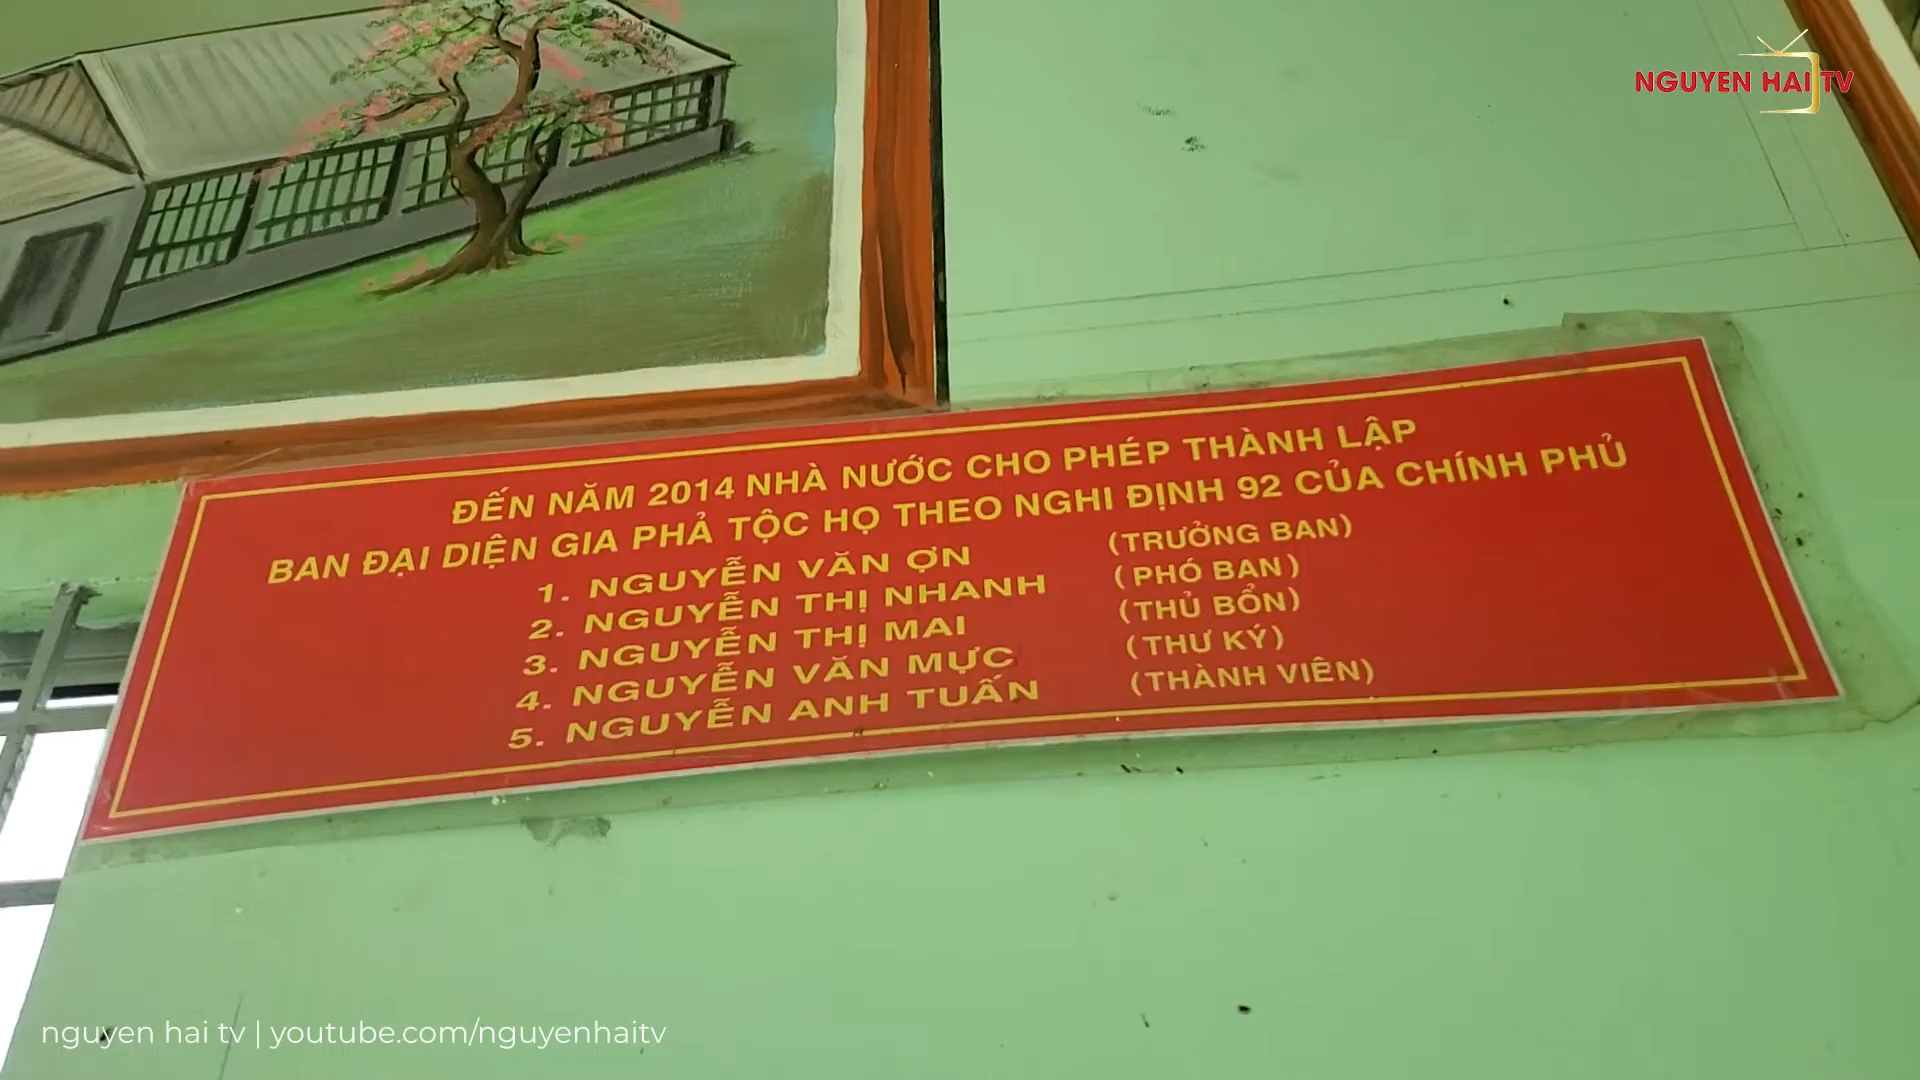 NGUYEN HAI TV
ĐẾN NĂM 2014 NHÀ NƯỚC CHO PHÉP THÀNH LẬP
BAN ĐẠI DIỆN GIA PHẢ TỘC HỌ THEO NGHI ĐỊNH 92 CỦA CHÍNH PHỦ
1. NGUYỄN VĂN ỢN (TRƯỞNG BAN)
2. NGUYỄN THỊ NHANH (PHÓ BAN)
3. NGUYỄN THỊ MAI (THỦ BỔN)
4. NGUYỄN VĂN MỰC (THƯ KÝ)
5. NGUYỄN ANH TUẤN (THÀNH VIÊN)
nguyen hai tv | youtube.com/nguyenhaitv